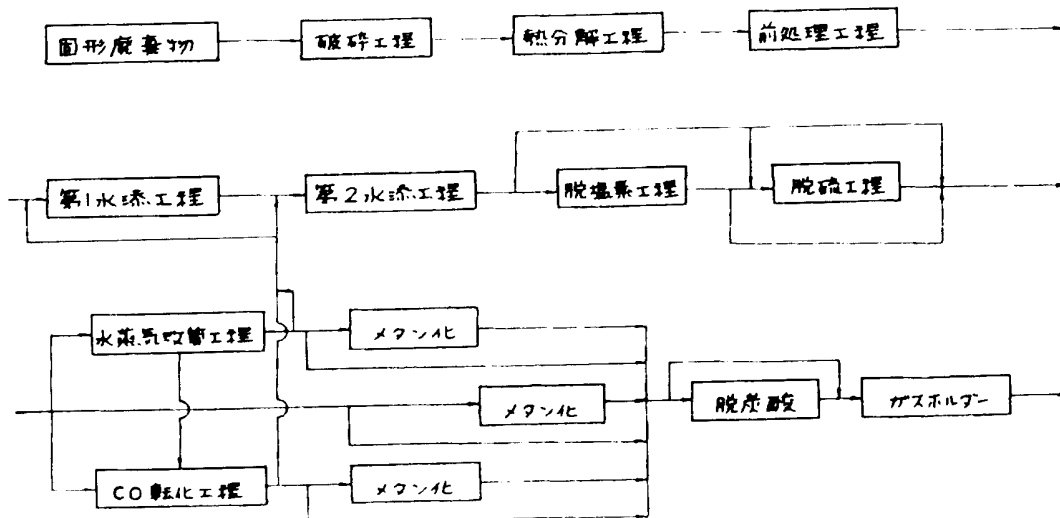 固形廃棄物
破砕工程
熱分解工程
前処理工程
第1水添工程
第2水添工程
脱塩素工程
脱硫工程
水蒸気改質工程
メタン化
メタン化
脱炭酸
ガスホルダー
CO転化工程
メタン化